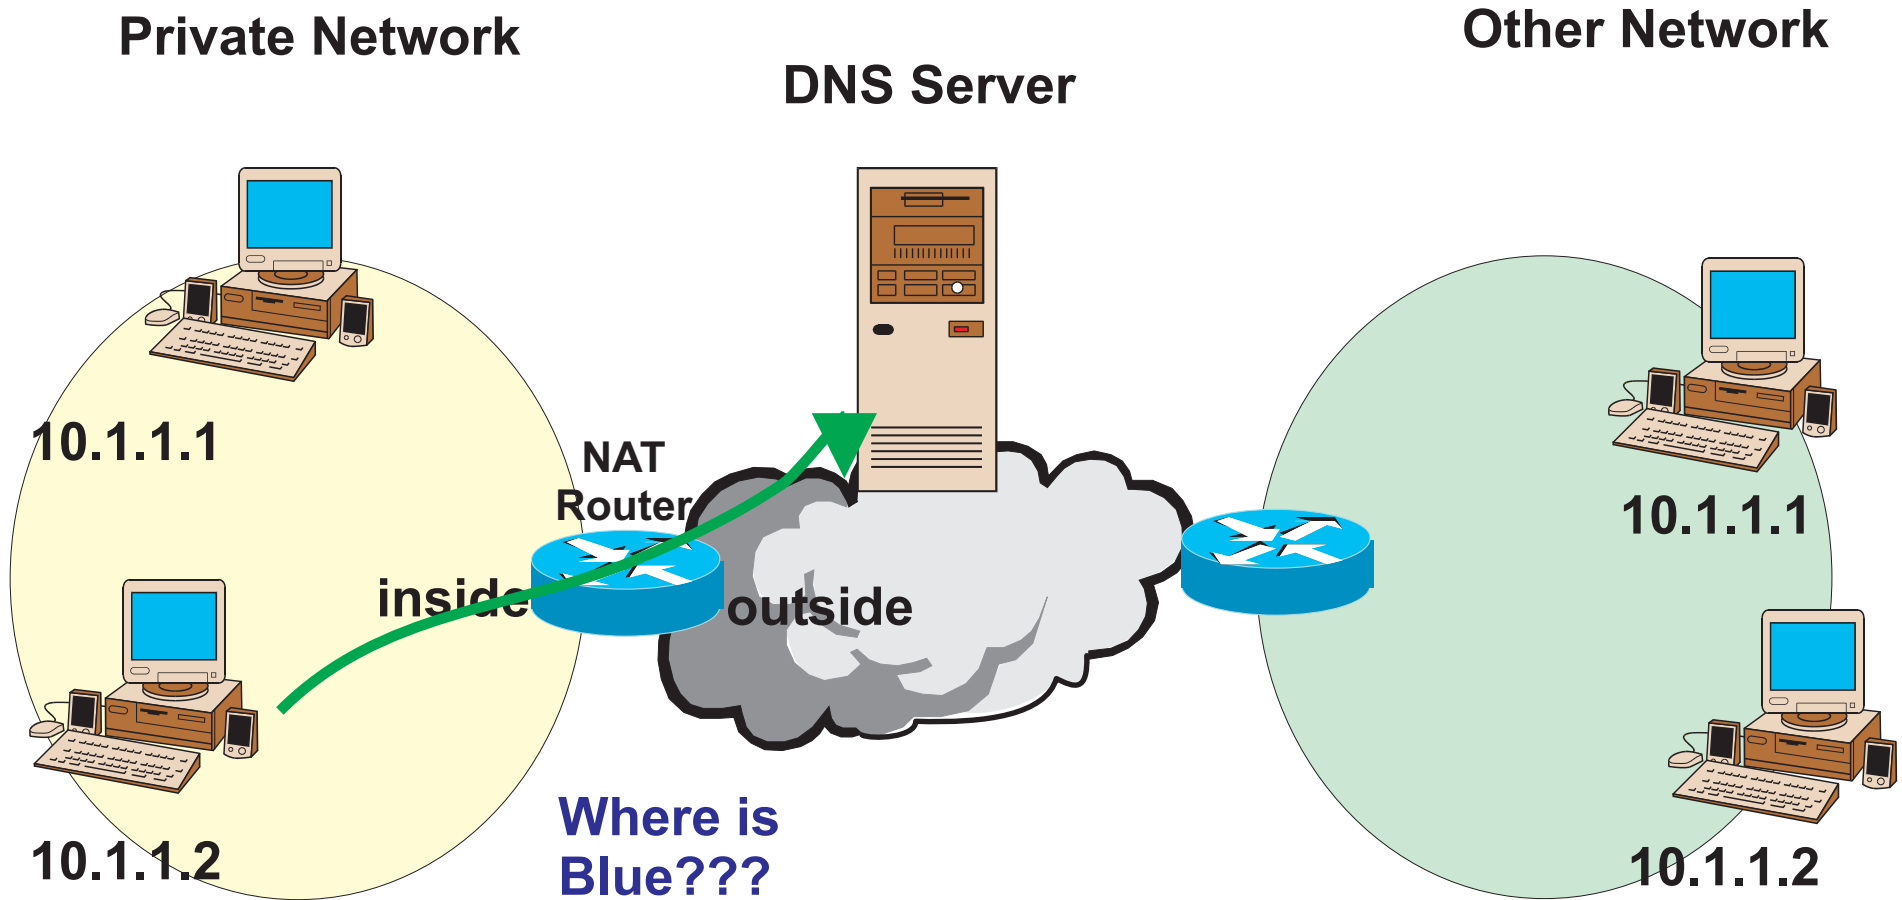 Private Network
Other Network
DNS Server
10.1.1.1
NAT
Router
10.1.1.1
inside
outside
Where is
Blue???
10.1.1.2
10.1.1.2